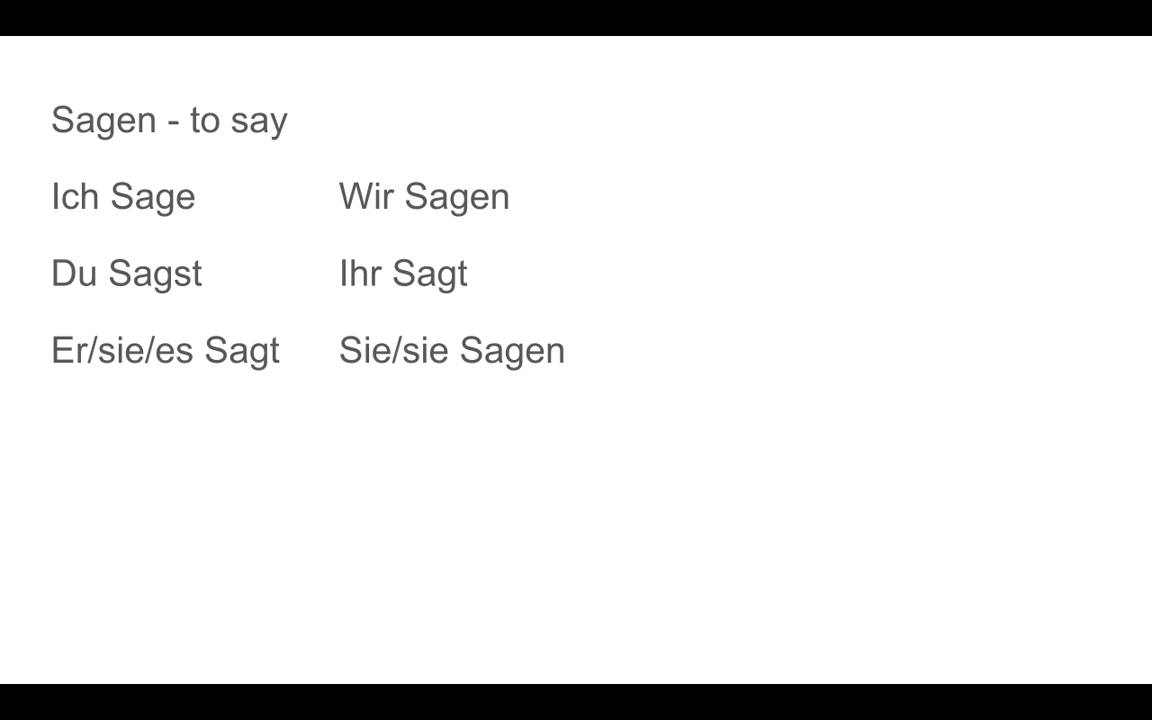 Sagen - to say
Ich Sage Wir Sagen
Du Sagst Ihr Sagt
Er/sie/es Sagt Sie/sie Sagen